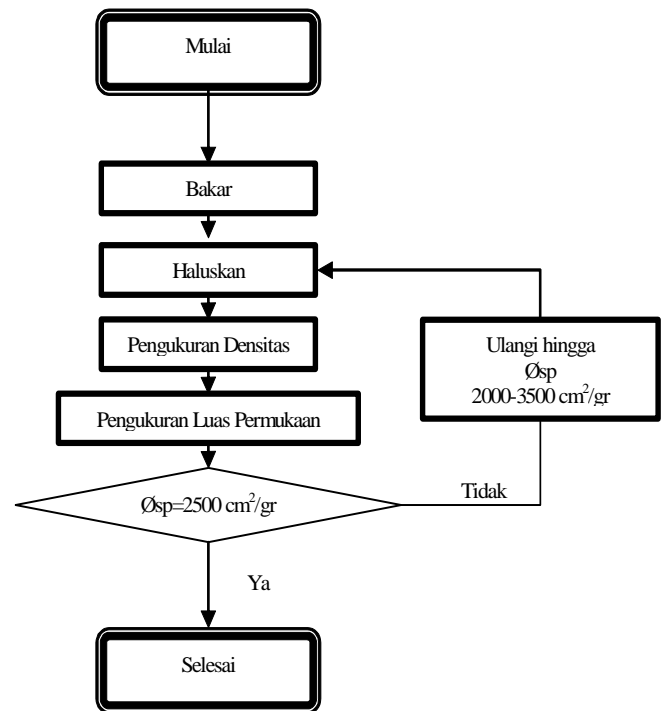 Mulai
Bakar
Haluskan
Pengukuran Densitas
Ulangi hingga
Øsp
2000-3500 cm²/gr
Pengukuran Luas Permukaan
Øsp=2500 cm²/gr
Tidak
Ya
Selesai